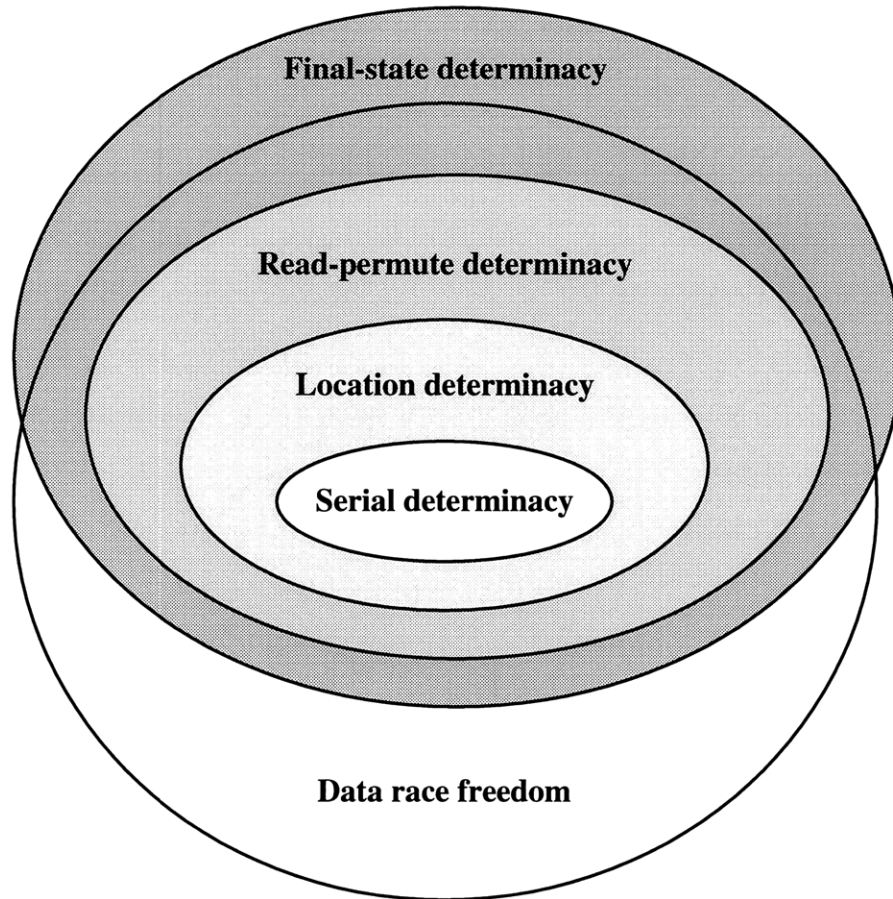 Final-state determinacy
Read-permute determinacy
Location determinacy
Serial determinacy
Data race freedom